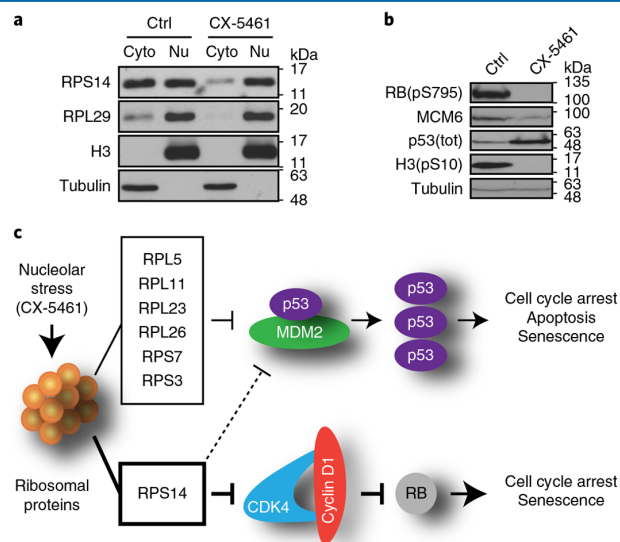 a
Ctrl CX-5461
Cyto Nu Cyto Nu kDa
RPS14 17
11
RPL29 20
H3 17
11
Tubulin 63
48
b
Ctrl CX-5461
kDa
RB(pS795) 135
100
MCM6 100
p53(tot) 63
48
H3(pS10) 17
11
Tubulin 63
48
c
Nucleolar
stress
(CX-5461)
Ribosomal
proteins
RPL5
RPL11
RPL23
RPL26
RPS7
RPS3
p53
MDM2
p53
p53
p53
Cell cycle arrest
Apoptosis
Senescence
RPS14
CDK4
Cyclin D1
RB
Cell cycle arrest
Senescence